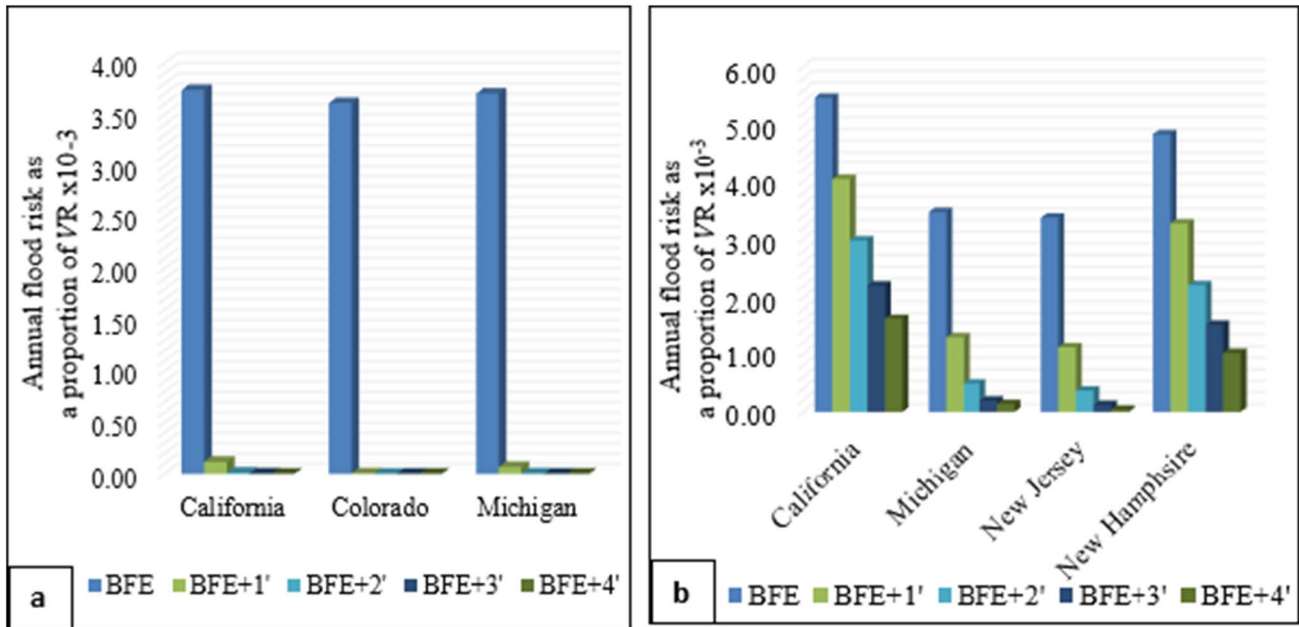 Annual flood risk as
a proportion of VR x10-3
4.00
3.50
3.00
2.50
2.00
1.50
1.00
0.50
0.00
California Colorado Michigan
BFE BFE+1' BFE+2' BFE+3' BFE+4'
a
Annual flood risk as
a proportion of VR x10-3
6.00
5.00
4.00
3.00
2.00
1.00
0.00
California
Michigan
New Jersey
New Hamphsire
BFE BFE+1' BFE+2' BFE+3' BFE+4'
b